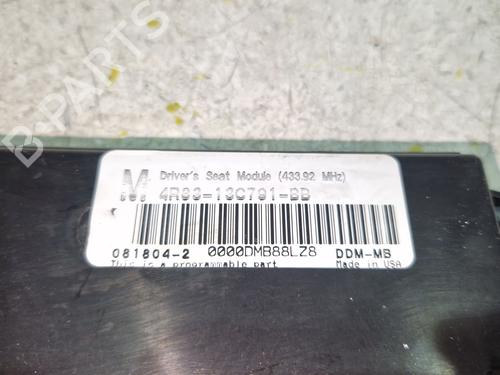 B-PARTS
M Driver's Seat Module (433.92 MHz)
4R83-13C791-BD
081804-2 0000DMB88LZ8 DDM-MB
This is a programmable part Made in USA